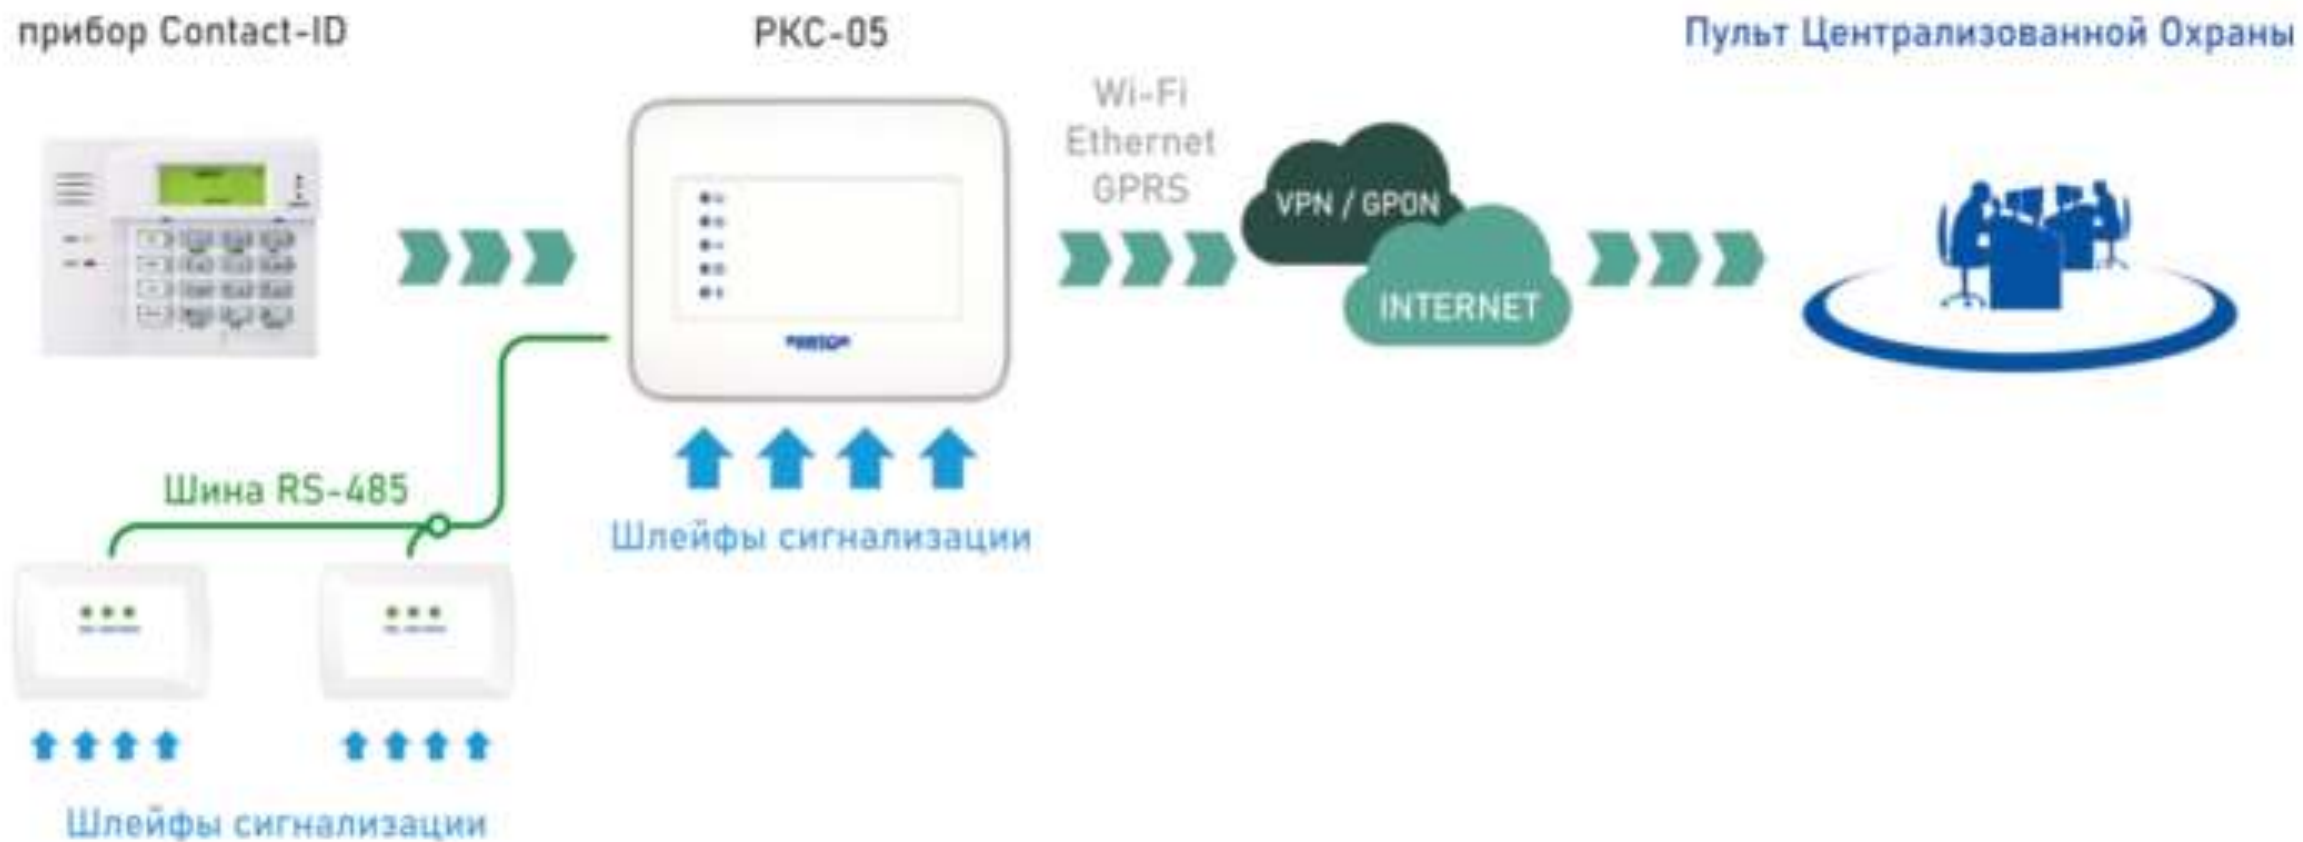 прибор Contact-ID
РКС-05
Пульт Централизованной Охраны
Wi-Fi
Ethernet
GPRS
VPN / GPON
INTERNET
Шина RS-485
Шлейфы сигнализации
Шлейфы сигнализации